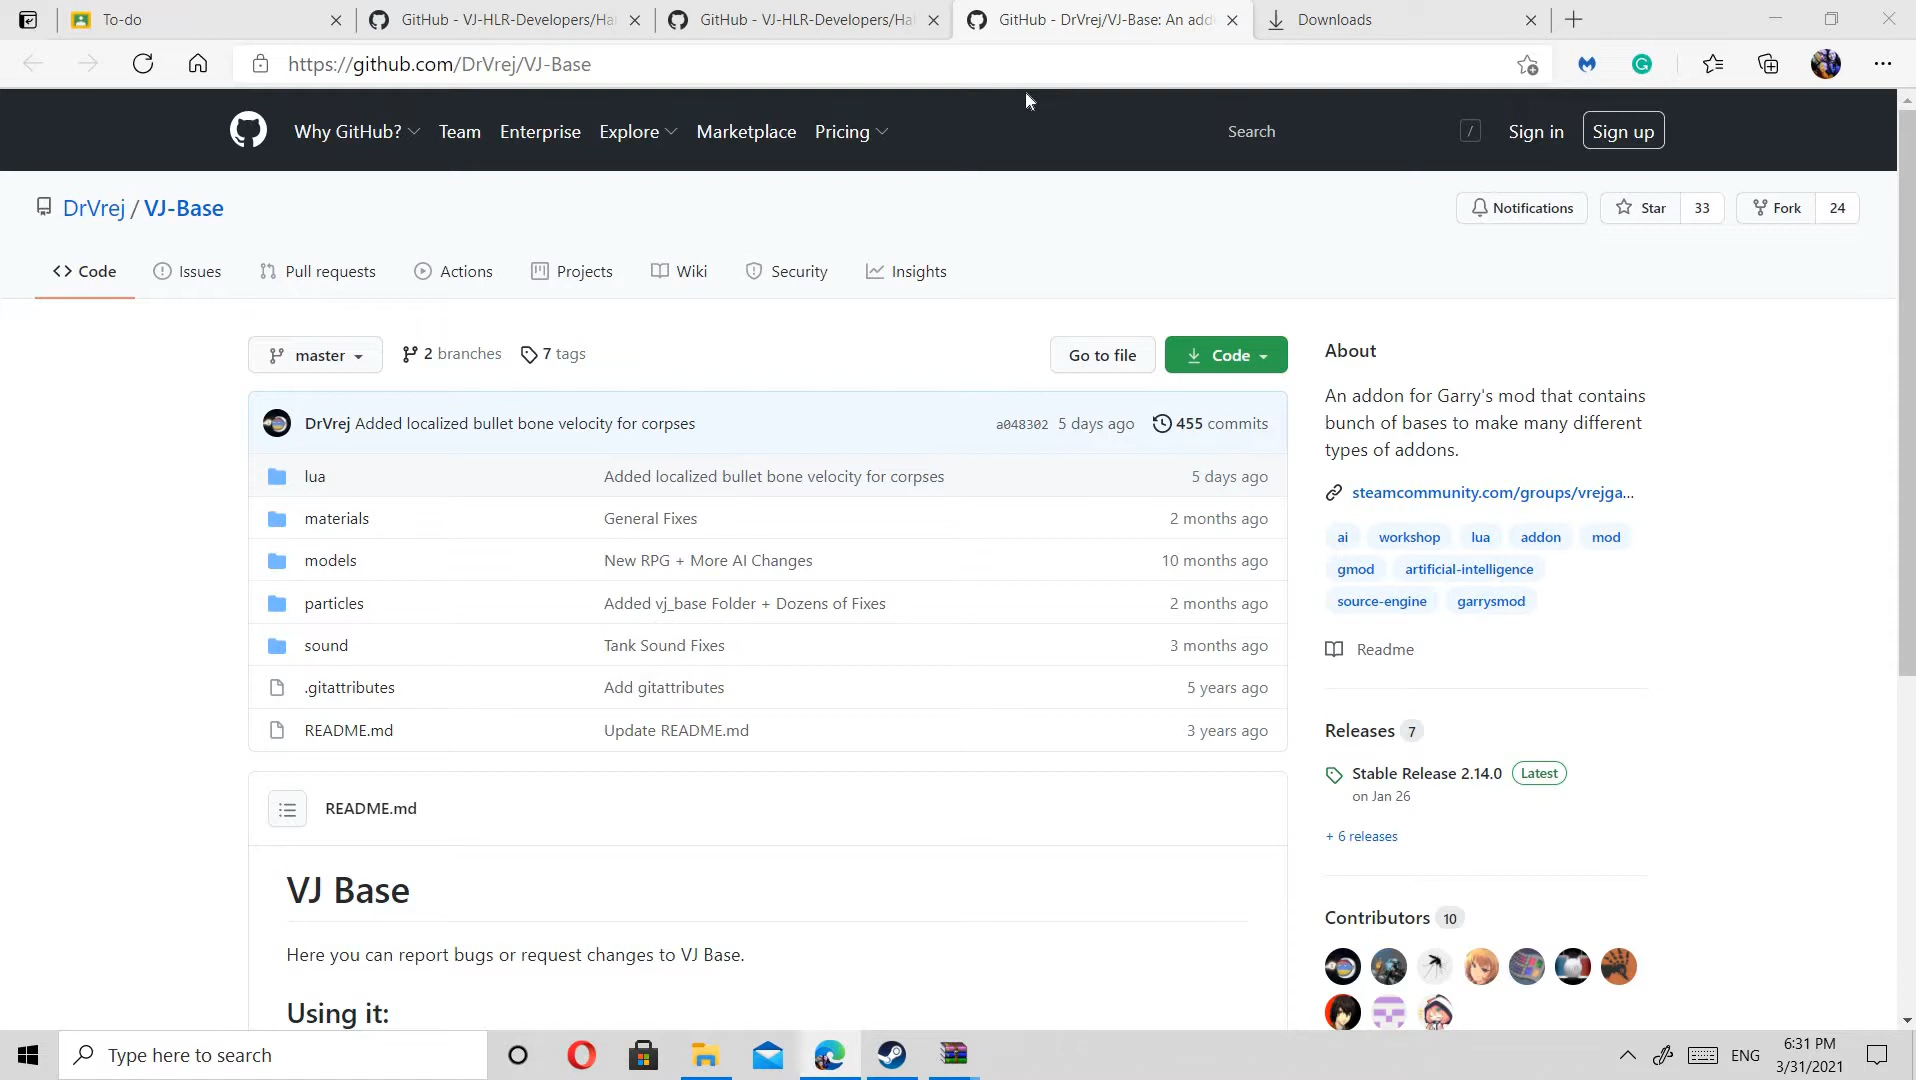 To-do
GitHub - VJ-HLR-Developers/Hal
GitHub - VJ-HLR-Developers/Hal
GitHub - DrVrej/VJ-Base: An add
Downloads
https://github.com/DrVrej/VJ-Base
Why GitHub? Team Enterprise Explore Marketplace Pricing
Search / Sign in Sign up
DrVrej / VJ-Base
Notifications Star 33 Fork 24
Code Issues Pull requests Actions Projects Wiki Security Insights
master 2 branches 7 tags
Go to file Code
DrVrej Added localized bullet bone velocity for corpses a048302 5 days ago 455 commits
lua Added localized bullet bone velocity for corpses 5 days ago
materials General Fixes 2 months ago
models New RPG + More AI Changes 10 months ago
particles Added vj_base Folder + Dozens of Fixes 2 months ago
sound Tank Sound Fixes 3 months ago
.gitattributes Add gitattributes 5 years ago
README.md Update README.md 3 years ago
README.md
VJ Base
Here you can report bugs or request changes to VJ Base.
Using it:
About
An addon for Garry's mod that contains
bunch of bases to make many different
types of addons.
steamcommunity.com/groups/vrejga...
ai workshop lua addon mod
gmod artificial-intelligence
source-engine garrysmod
Readme
Releases 7
Stable Release 2.14.0 Latest
on Jan 26
+ 6 releases
Contributors 10
Type here to search
ENG
6:31 PM
3/31/2021